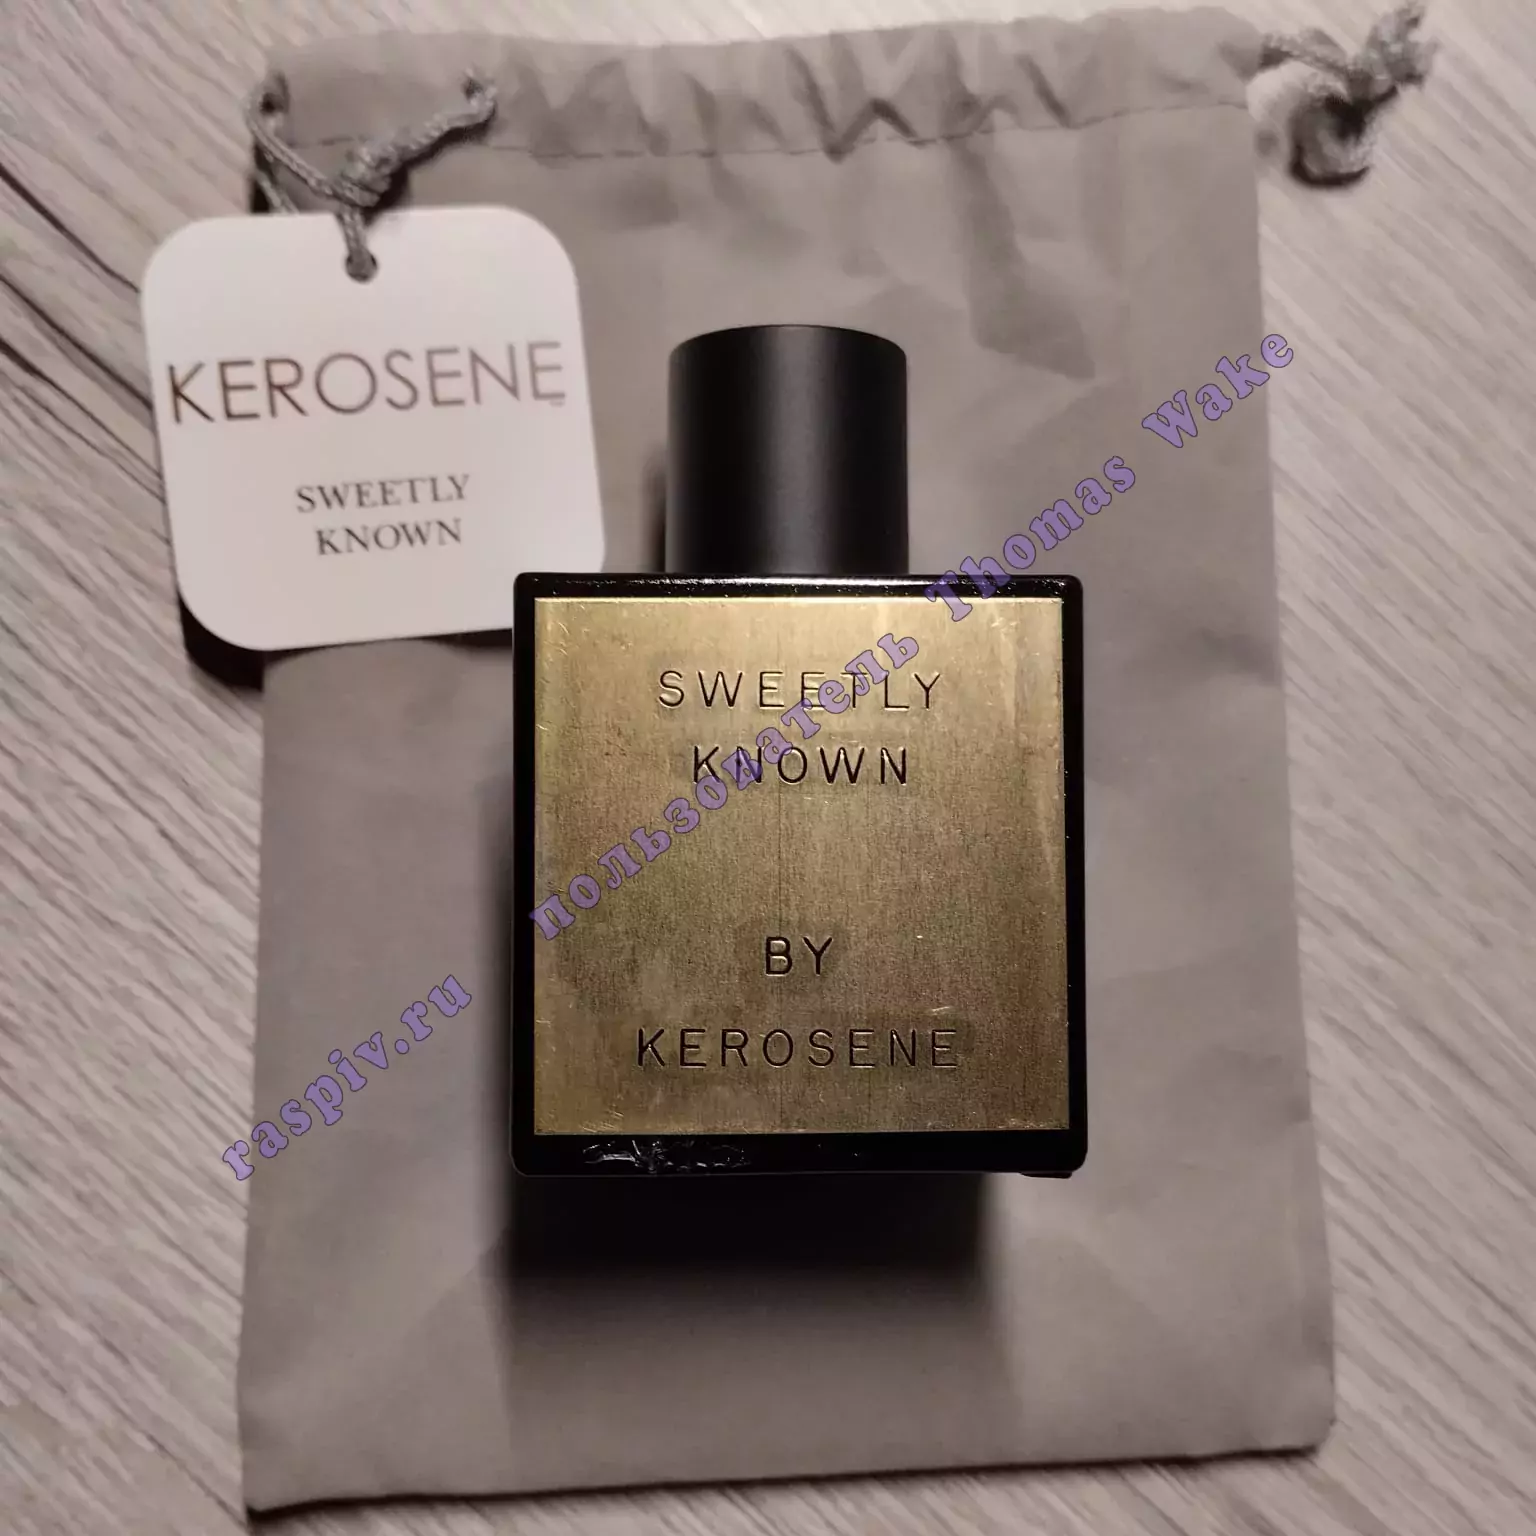 KEROSENE
SWEETLY
KNOWN
SWEETLY
KNOWN
BY
KEROSENE
raspiv.ru пользователь Thomas Wake